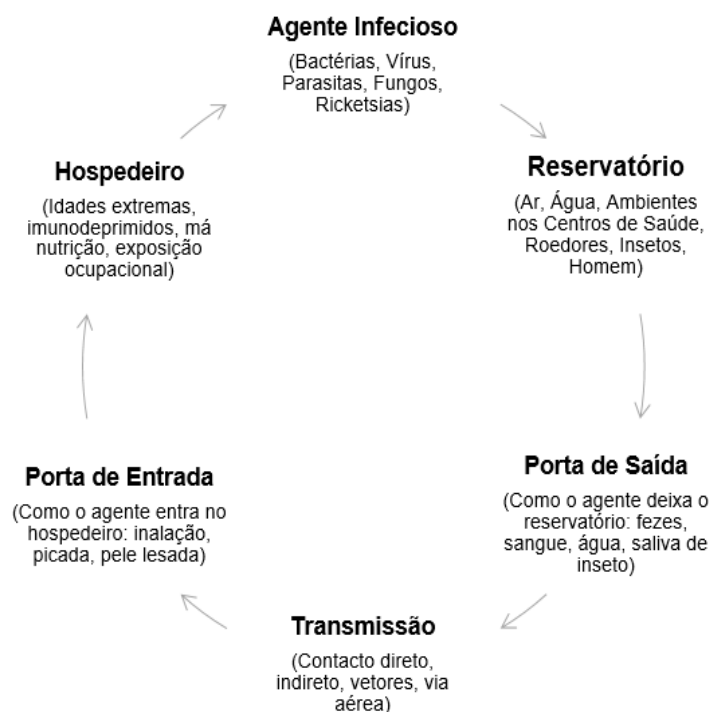 Agente Infecioso
(Bactérias, Vírus,
Parasitas, Fungos,
Ricketsias)
Reservatório
(Ar, Água, Ambientes
nos Centros de Saúde,
Roedores, Insetos,
Homem)
Porta de Saída
(Como o agente deixa o
reservatório: fezes,
sangue, água, saliva de
inseto)
Transmissão
(Contacto direto,
indireto, vetores, via
aérea)
Porta de Entrada
(Como o agente entra no
hospedeiro: inalação,
picada, pele lesada)
Hospedeiro
(Idades extremas,
imunodeprimidos, má
nutrição, exposição
ocupacional)